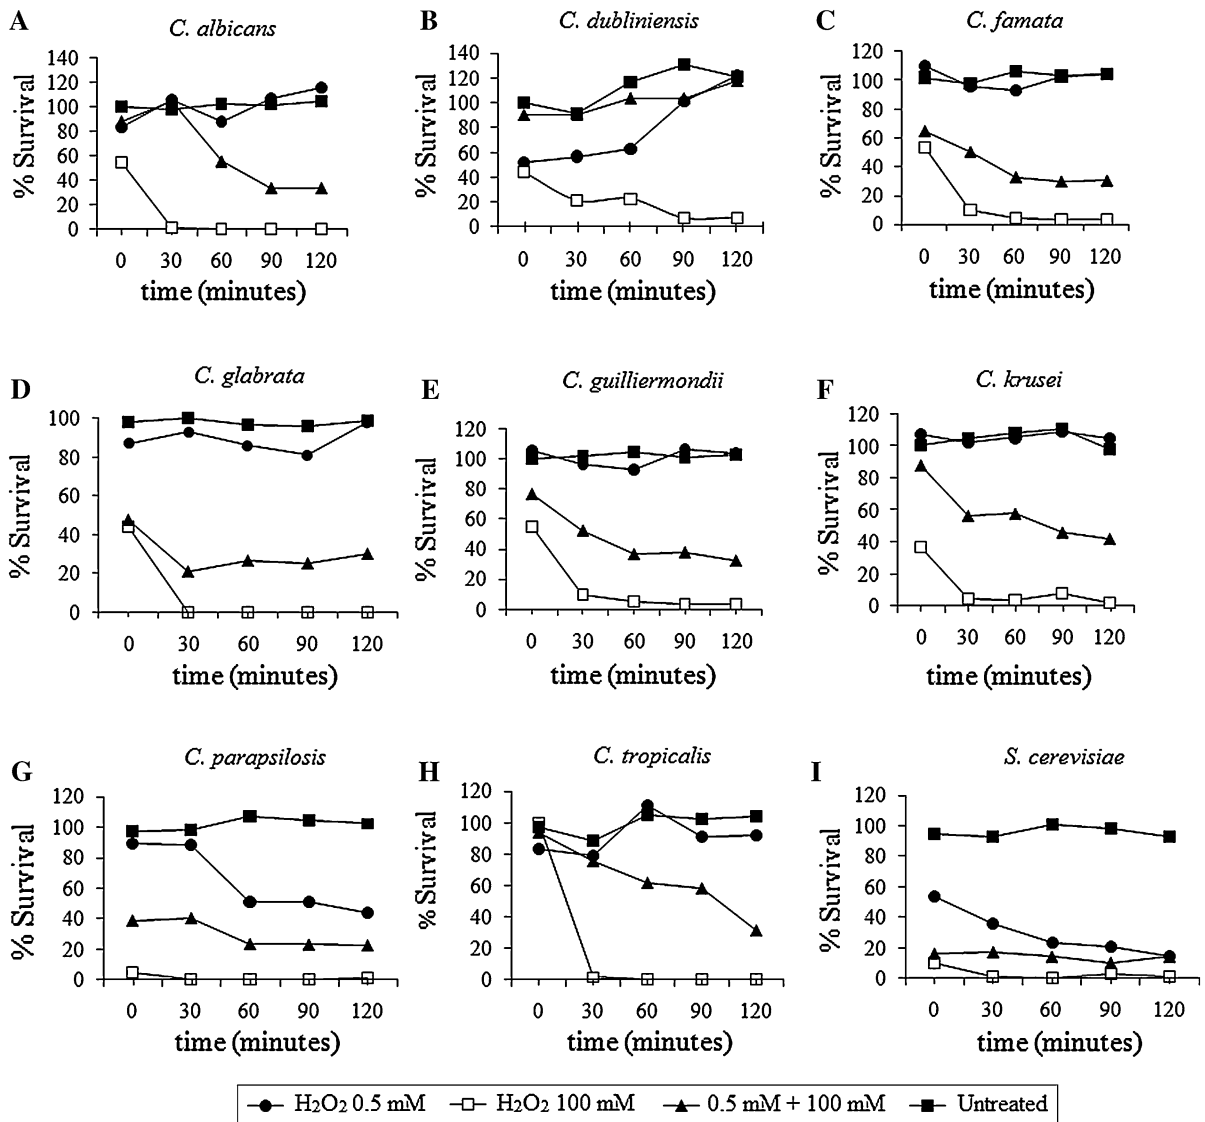 A
C. albicans
% Survival
140
120
100
80
60
40
20
0
0 30 60 90 120
time (minutes)
B
C. dubliniensis
% Survival
140
120
100
80
60
40
20
0
0 30 60 90 120
time (minutes)
C
C. famata
% Survival
120
100
80
60
40
20
0
0 30 60 90 120
time (minutes)
D
C. glabrata
% Survival
100
80
60
40
20
0
0 30 60 90 120
time (minutes)
E
C. guilliermondii
% Survival
120
100
80
60
40
20
0
0 30 60 90 120
time (minutes)
F
C. krusei
% Survival
120
100
80
60
40
20
0
0 30 60 90 120
time (minutes)
G
C. parapsilosis
% Survival
120
100
80
60
40
20
0
0 30 60 90 120
time (minutes)
H
C. tropicalis
% Survival
120
100
80
60
40
20
0
0 30 60 90 120
time (minutes)
I
S. cerevisiae
% Survival
120
100
80
60
40
20
0
0 30 60 90 120
time (minutes)
H₂O₂ 0.5 mM H₂O₂ 100 mM 0.5 mM + 100 mM Untreated